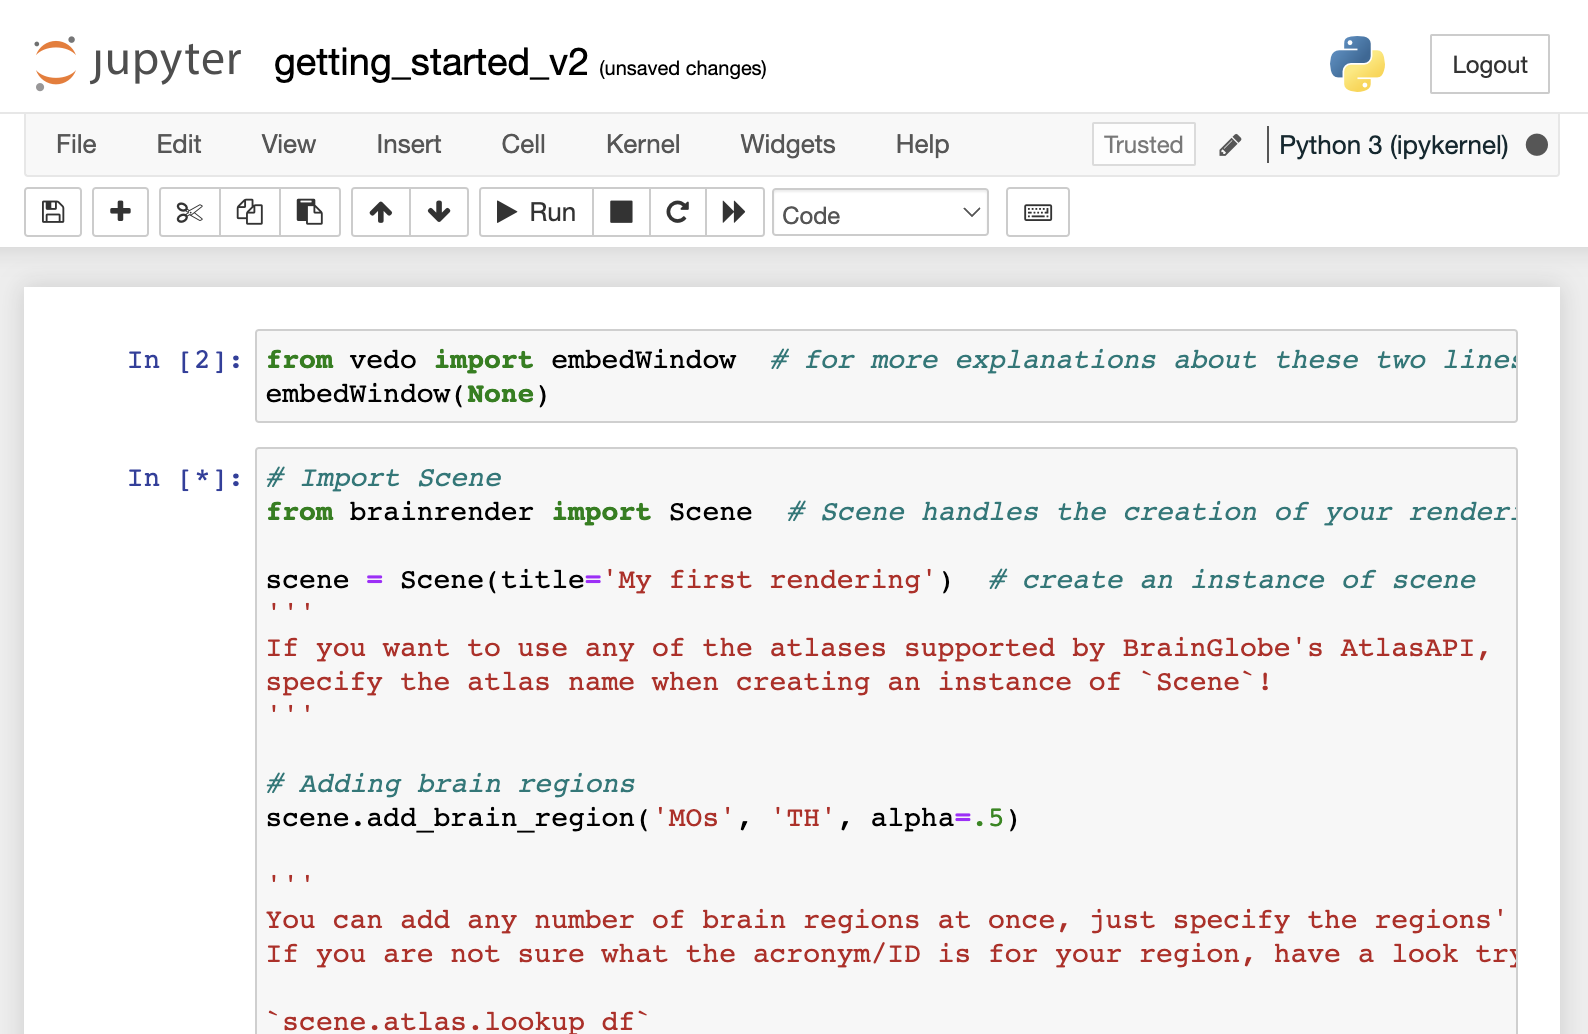 jupyter getting_started_v2 (unsaved changes)
Logout
File Edit View Insert Cell Kernel Widgets Help Trusted Python 3 (ipykernel)
Run Code
In [2]: from vedo import embedWindow  # for more explanations about these two lines
embedWindow(None)
In [*]: # Import Scene
from brainrender import Scene  # Scene handles the creation of your
scene = Scene(title='My first rendering')  # create an instance of scene
'''
If you want to use any of the atlases supported by BrainGlobe's AtlasAPI,
specify the atlas name when creating an instance of `Scene`!
'''
# Adding brain regions
scene.add_brain_region('MOs', 'TH', alpha=.5)
'''
You can add any number of brain regions at once, just specify the regions'
If you are not sure what the acronym/ID is for your region, have a look
`scene.atlas.lookup_df`